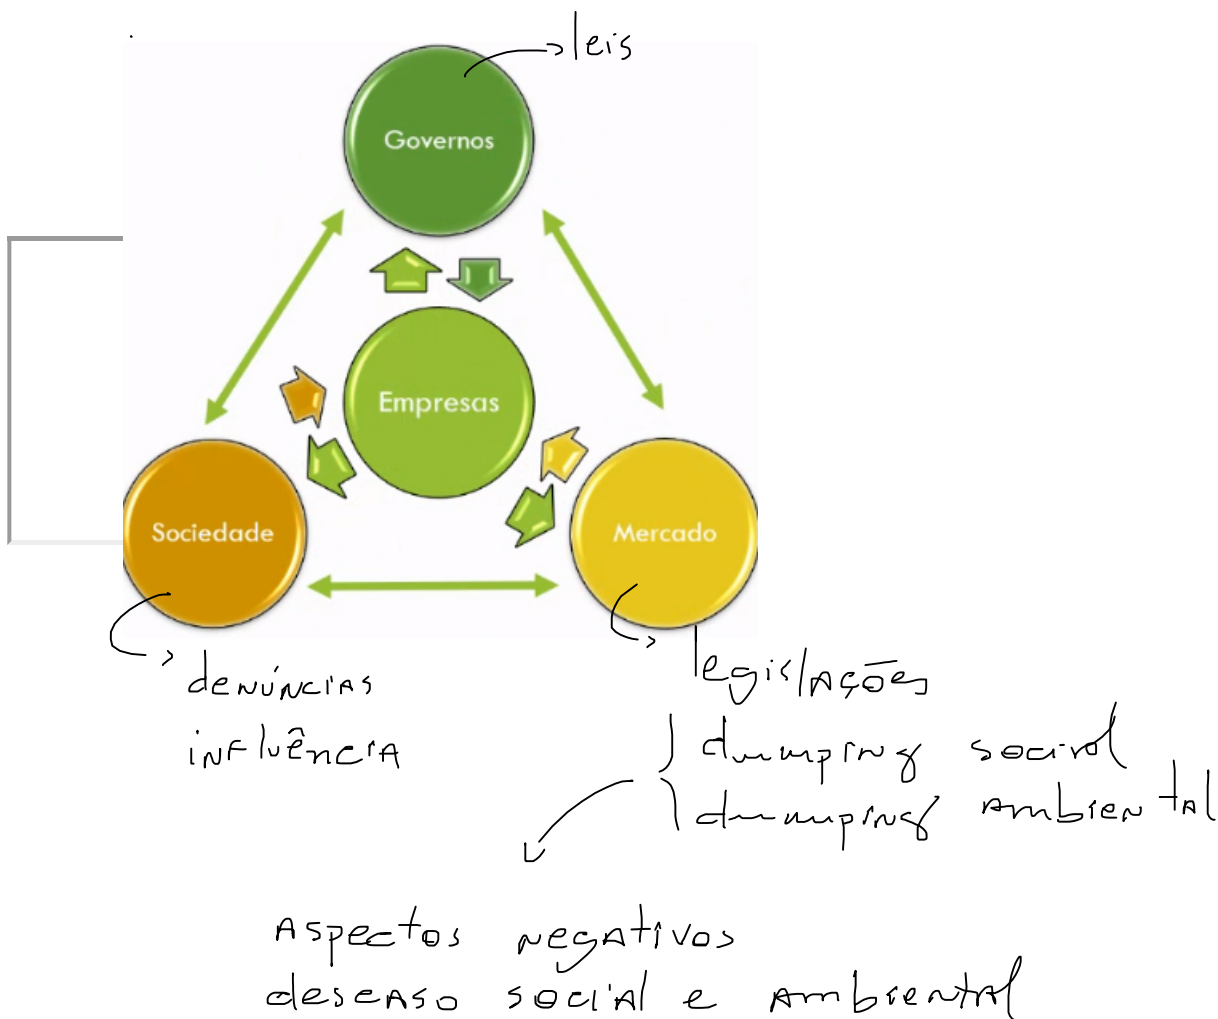 leis
Governos
Empresas
Sociedade
Mercado
denúncias
influência
legislações
dumping social
dumping ambiental
Aspectos negativos
descaso social e ambiental